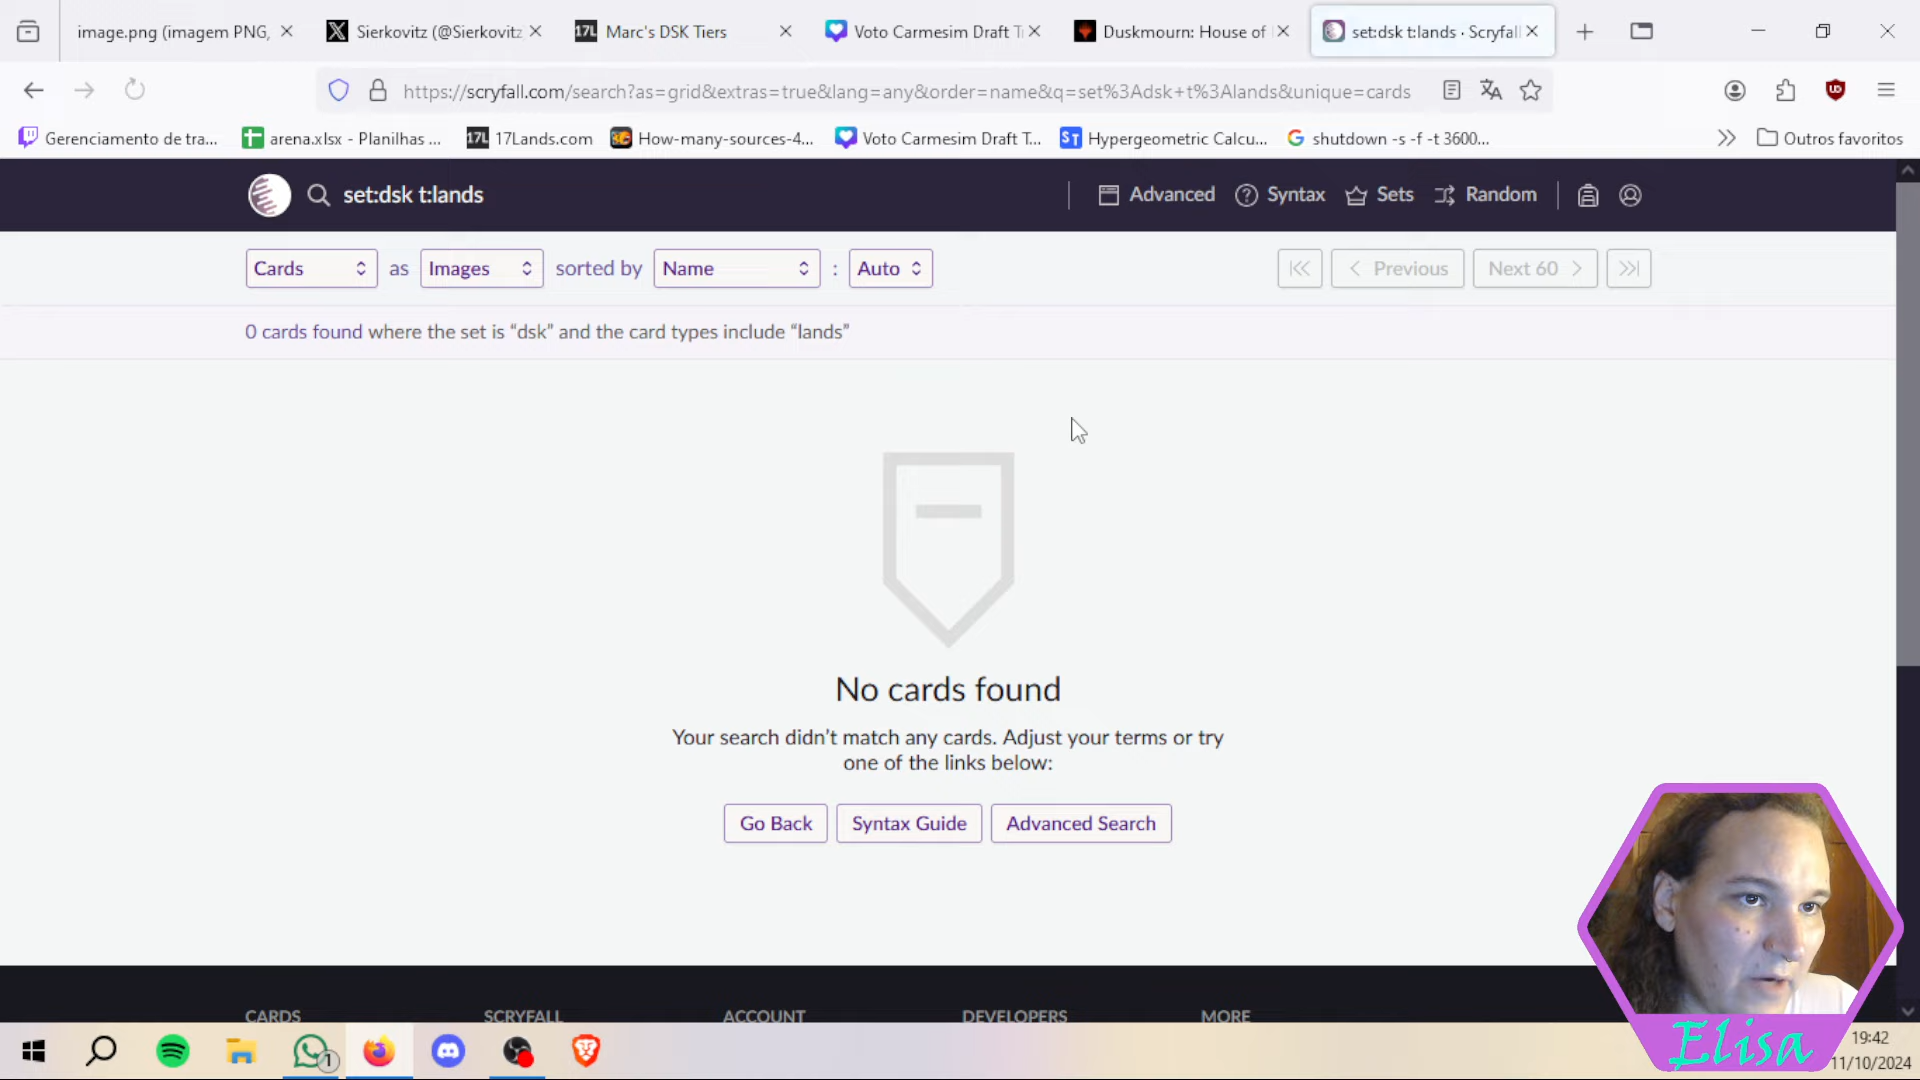 image.png (imagem PNG,
Sierkovitz (@Sierkovitz
17L Marc's DSK Tiers
Voto Carmesim Draft T
Duskmourn: House of
set:dsk t:lands · Scryfall
https://scryfall.com/search?as=grid&extras=true&lang=any&order=name&q=set%3Adsk+t%3Alands&unique=cards
Gerenciamento de tra...
arena.xlsx - Planilhas ...
17L 17Lands.com
How-many-sources-4...
Voto Carmesim Draft T...
ST Hypergeometric Calcu...
shutdown -s -f -t 3600...
Outros favoritos
set:dsk t:lands
Advanced
Syntax
Sets
Random
Cards as Images sorted by Name : Auto
Previous
Next 60
0 cards found where the set is “dsk” and the card types include “lands”
No cards found
Your search didn’t match any cards. Adjust your terms or try
one of the links below:
Go Back
Syntax Guide
Advanced Search
CARDS
SCRYFALL
ACCOUNT
DEVELOPERS
MORE
Elisa
1
19:42
11/10/2024